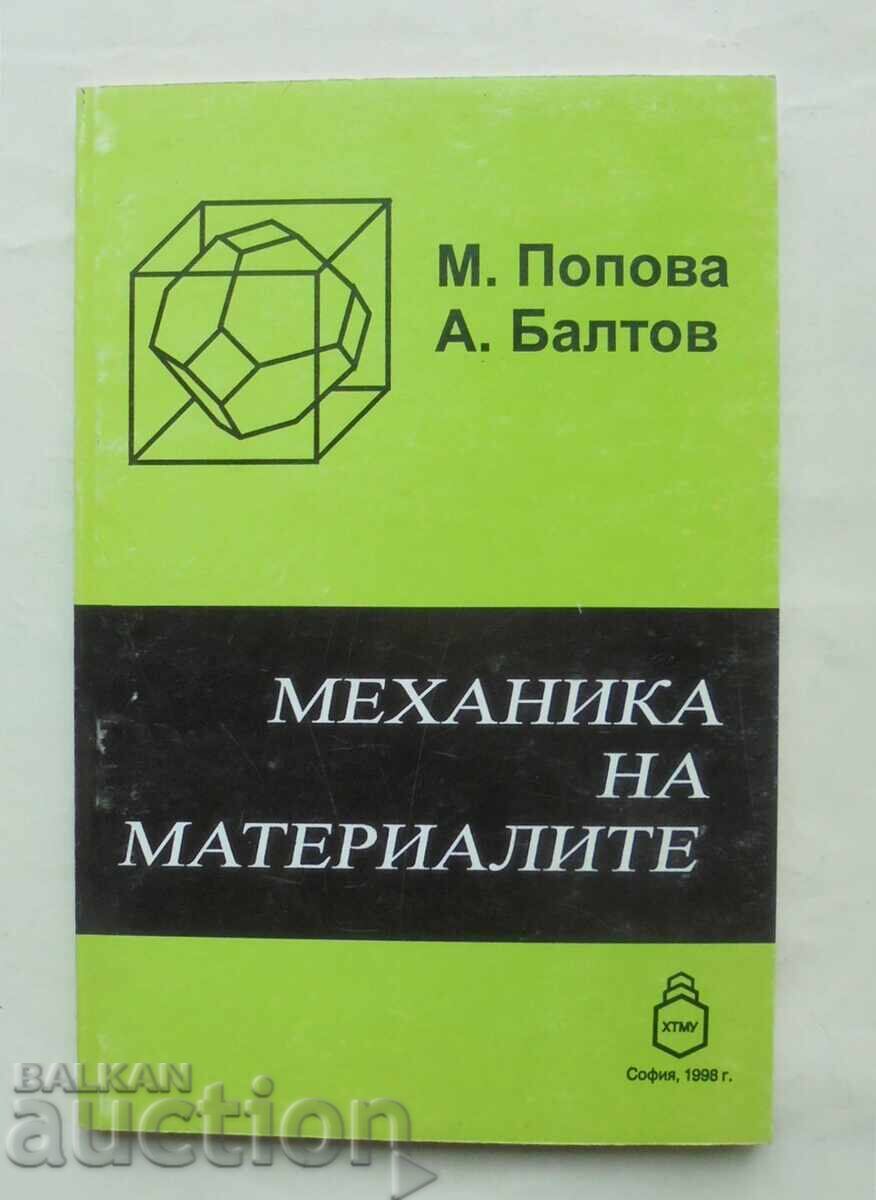 М. Попова
А. Балтов
МЕХАНИКА
НА
МАТЕРИАЛИТЕ
ХТМУ
София, 1998 г.
BALKAN
auction